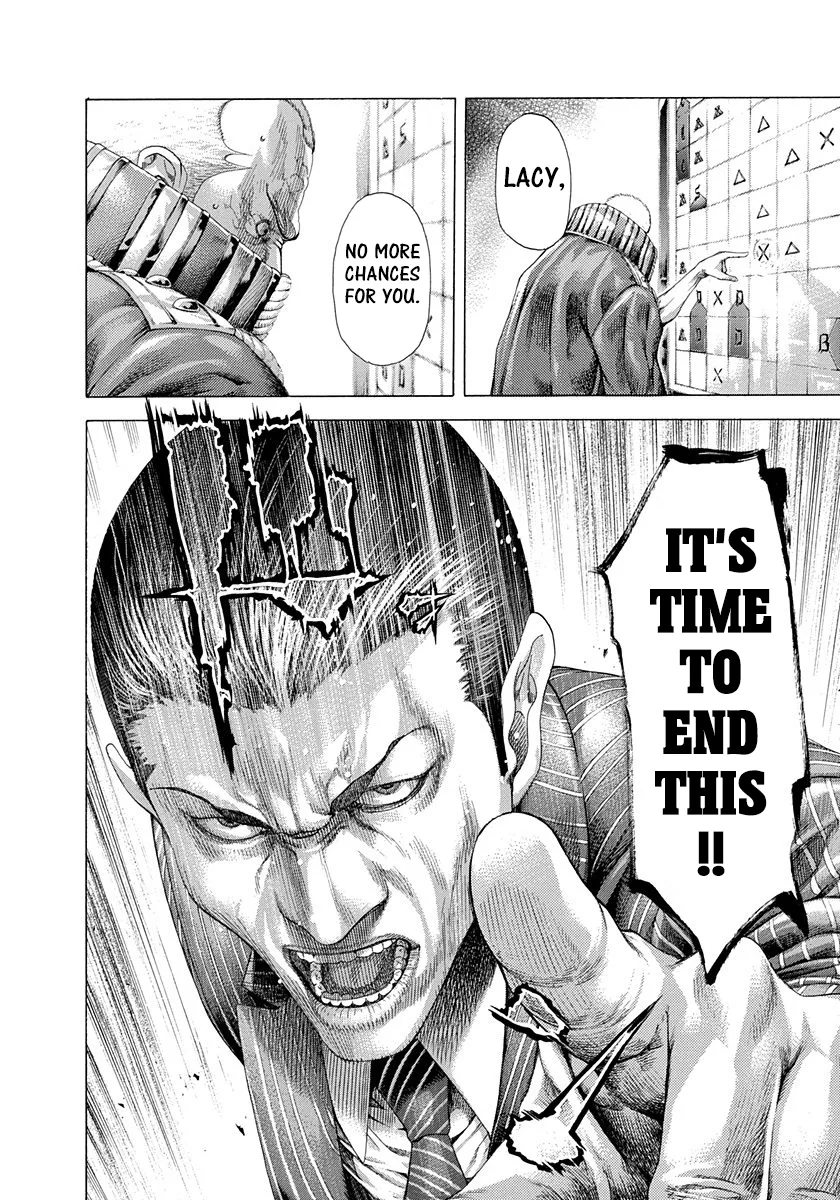 LACY,
NO MORE
CHANCES
FOR YOU.
IT'S
TIME
TO
END
THIS
!!